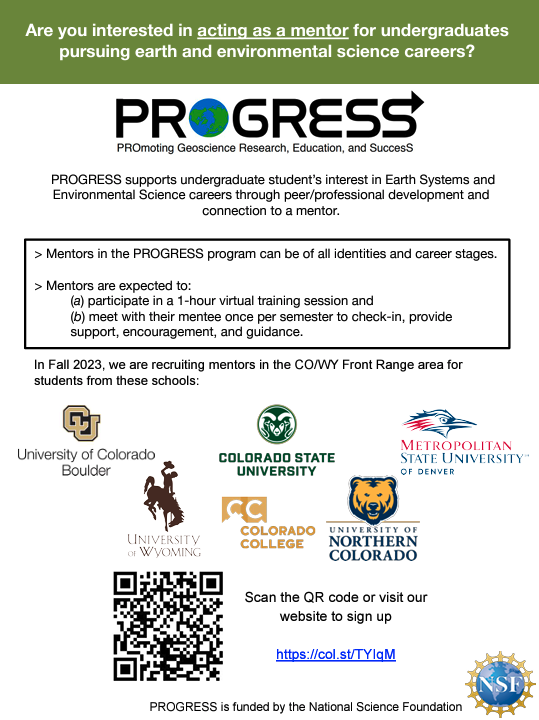 Are you interested in acting as a mentor for undergraduates
pursuing earth and environmental science careers?
PROGRESS
PROmoting Geoscience Research, Education, and SuccesS
PROGRESS supports undergraduate student's interest in Earth Systems and
Environmental Science careers through peer/professional development and
connection to a mentor.
> Mentors in the PROGRESS program can be of all identities and career stages.
> Mentors are expected to:
(a) participate in a 1-hour virtual training session and
(b) meet with their mentee once per semester to check-in, provide
support, encouragement, and guidance.
In Fall 2023, we are recruiting mentors in the CO/WY Front Range area for
students from these schools:
CU
University of Colorado
Boulder
COLORADO STATE
UNIVERSITY
METROPOLITAN
STATE UNIVERSITY™
OF DENVER
UNIVERSITY
OF WYOMING
CC
COLORADO
COLLEGE
UNIVERSITY OF
NORTHERN
COLORADO
Scan the QR code or visit our
website to sign up
https://col.st/TYIqM
NSF
PROGRESS is funded by the National Science Foundation